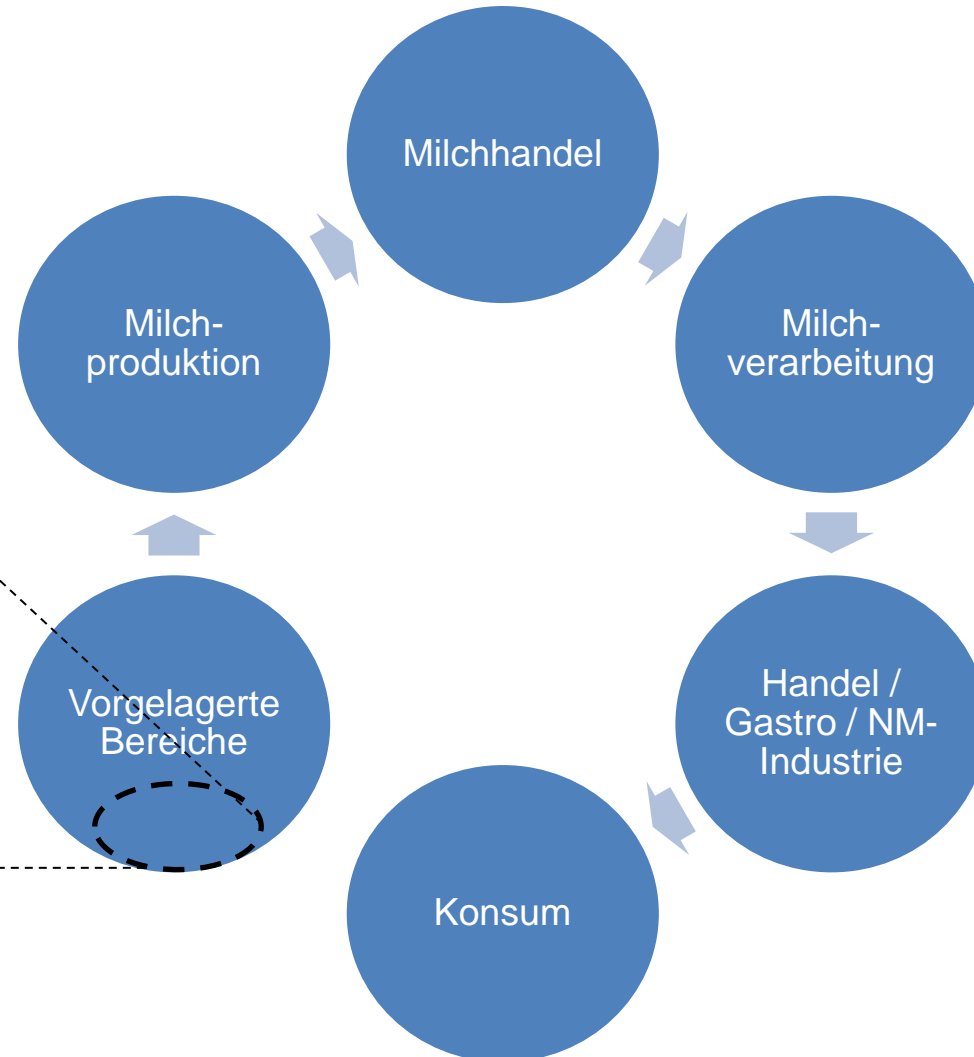 Milchhandel
Milch-
produktion
Milch-
verarbeitung
Vorgelagerte
Bereiche
Handel /
Gastro / NM-
Industrie
Konsum